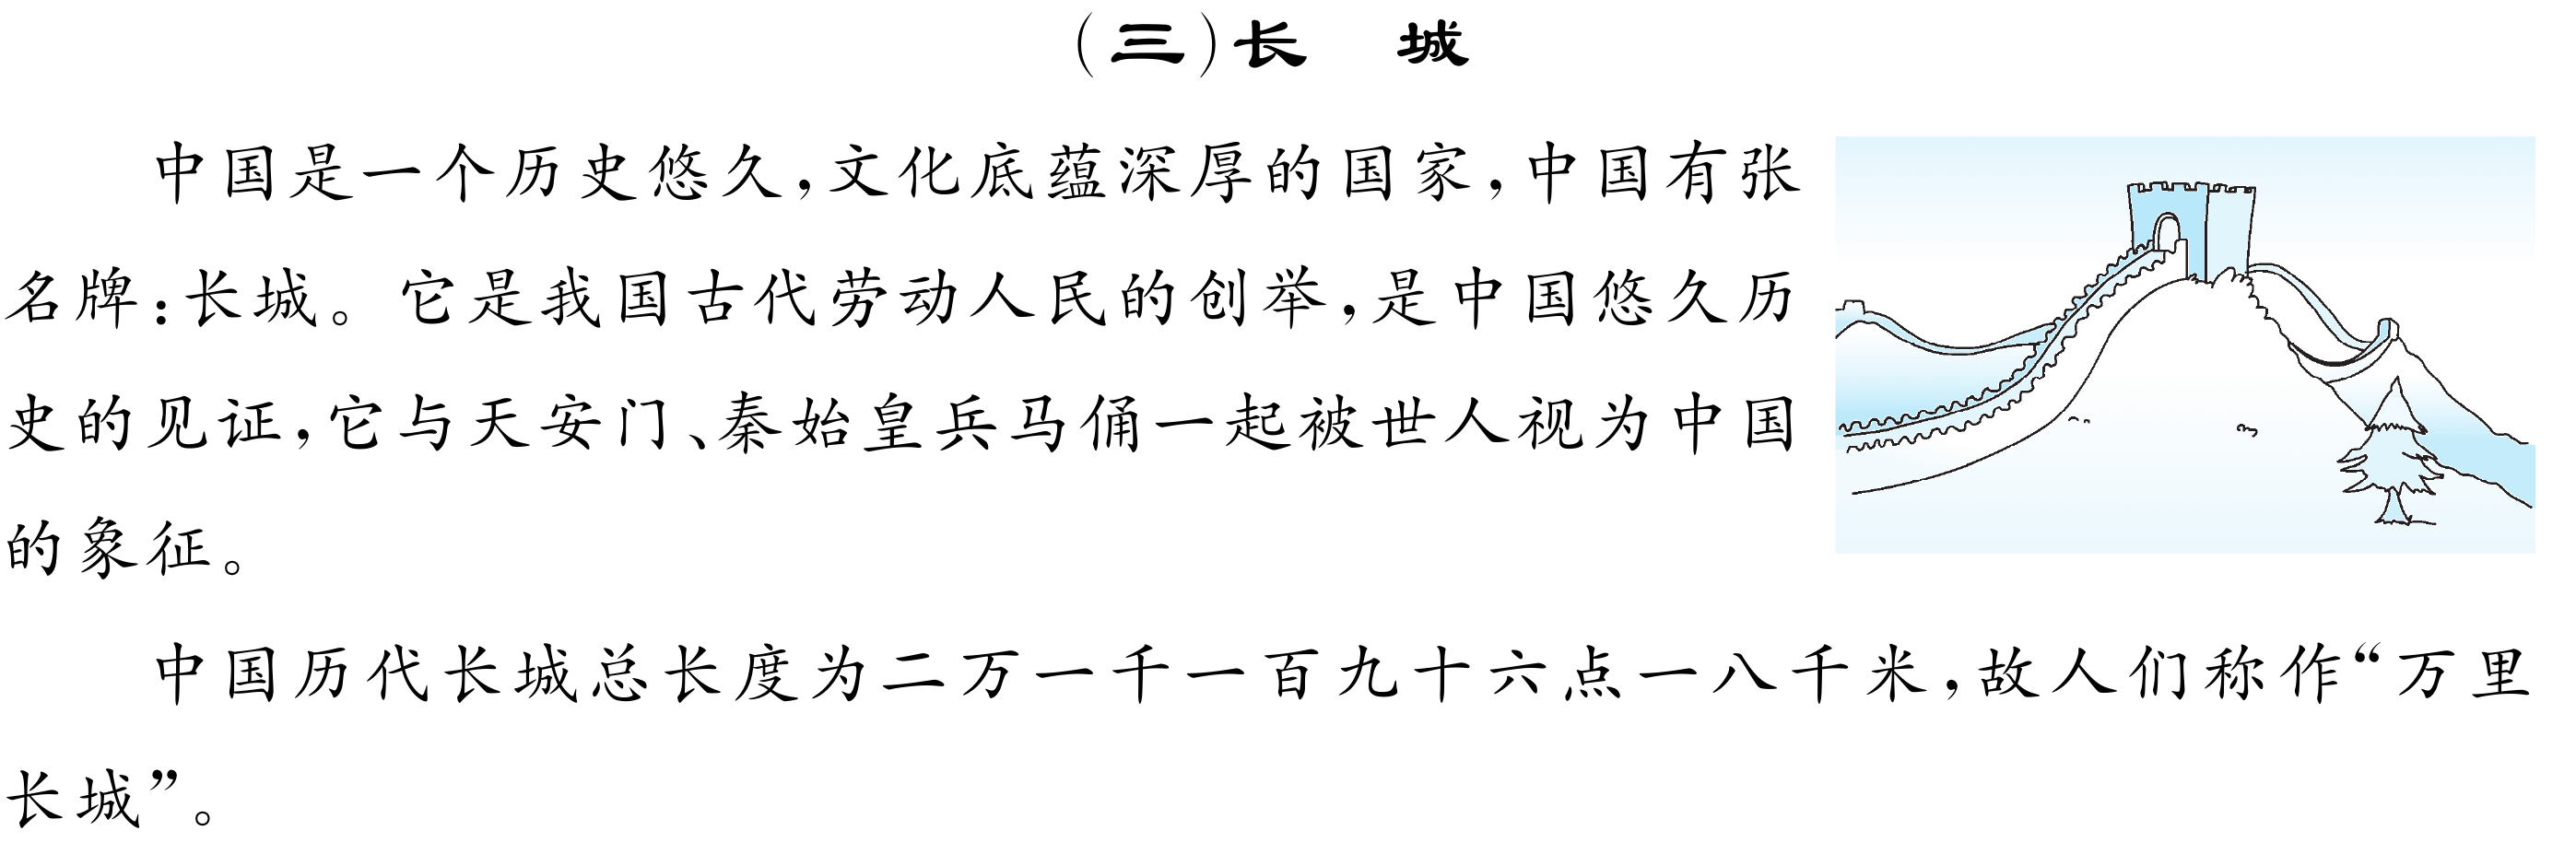 (三)长　城
中国是一个历史悠久,文化底蕴深厚的国家,中国有张
名牌:长城。它是我国古代劳动人民的创举,是中国悠久历
史的见证,它与天安门、秦始皇兵马俑一起被世人视为中国
的象征。
中国历代长城总长度为二万一千一百九十六点一八千米,故人们称作“万里
长城”。